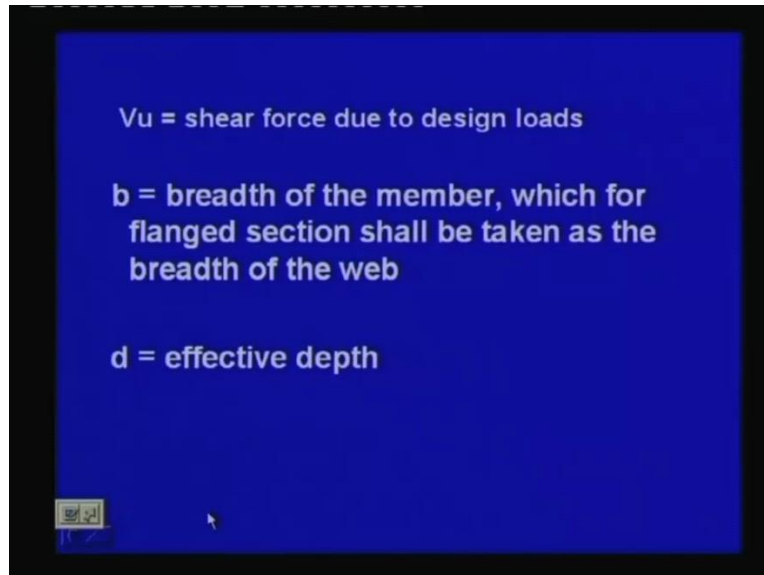 Vu = shear force due to design loads
b = breadth of the member, which for
flanged section shall be taken as the
breadth of the web
d = effective depth